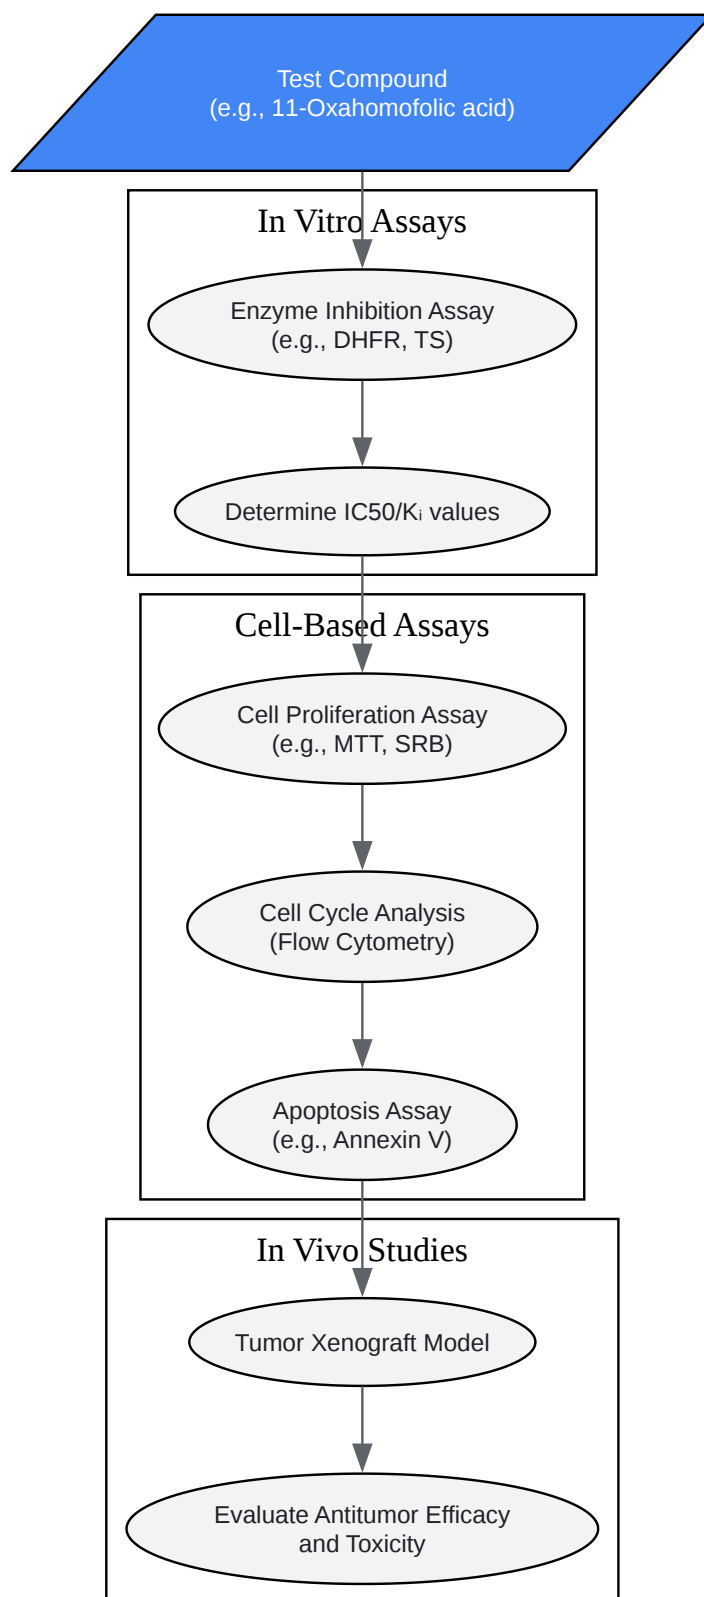 Test Compound
(e.g., 11-Oxahomofolic acid)
In Vitro Assays
Enzyme Inhibition Assay
(e.g., DHFR, TS)
Determine IC50/Kᵢ values
Cell-Based Assays
Cell Proliferation Assay
(e.g., MTT, SRB)
Cell Cycle Analysis
(Flow Cytometry)
Apoptosis Assay
(e.g., Annexin V)
In Vivo Studies
Tumor Xenograft Model
Evaluate Antitumor Efficacy
and Toxicity